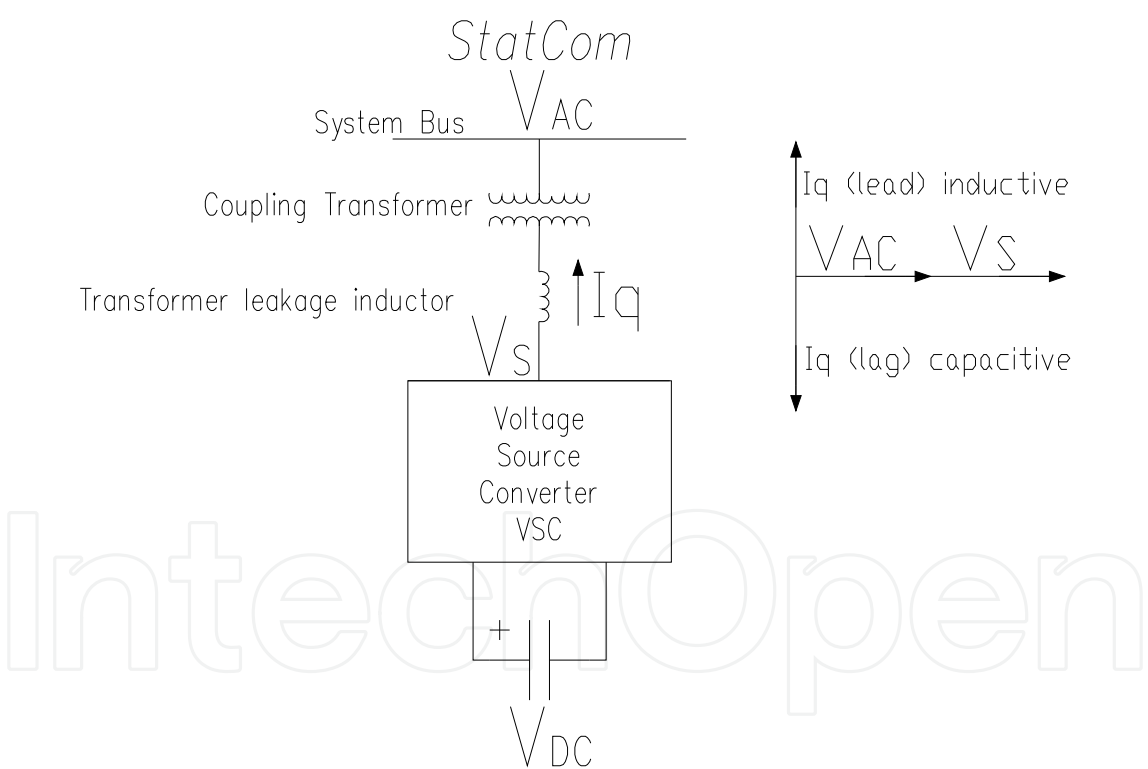 StatCom
VAC
System Bus
Coupling Transformer
Iq
Transformer leakage inductor
VS
Voltage
Source
Converter
VSC
+
VDC
Iq (lead) inductive
VAC VS
Iq (lag) capacitive
IntechOpen